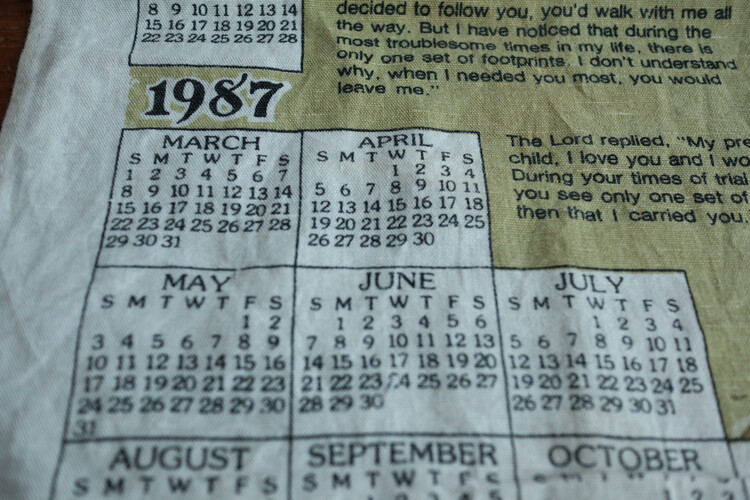 8 9 10 11 12 13 14
15 16 17 18 19 20 21
22 23 24 25 26 27 28
decided to follow you, you'd walk with me all
the way. But I have noticed that during the
most troublesome times in my life, there is
only one set of footprints. I don't understand
why, when I needed you most, you would
leave me."
1987
The Lord replied, "My pre
child, I love you and I wo
During your times of trial
you see only one set of
then that I carried you.
MARCH
S M T W T F S
1 2 3 4 5 6 7
8 9 10 11 12 13 14
15 16 17 18 19 20 21
22 23 24 25 26 27 28
29 30 31
APRIL
S M T W T F S
1 2 3 4
5 6 7 8 9 10 11
12 13 14 15 16 17 18
19 20 21 22 23 24 25
26 27 28 29 30
MAY
S M T W T F S
1 2
3 4 5 6 7 8 9
10 11 12 13 14 15 16
17 18 19 20 21 22 23
24 25 26 27 28 29 30
31
JUNE
S M T W T F S
1 2 3 4 5 6
7 8 9 10 11 12 13
14 15 16 17 18 19 20
21 22 23 24 25 26 27
28 29 30
JULY
S M T W T F S
1 2 3 4
5 6 7 8 9 10 11
12 13 14 15 16 17 18
19 20 21 22 23 24 25
26 27 28 29 30 31
AUGUST
S M T W T F S
SEPTEMBER
S M T W T F S
OCTOBER